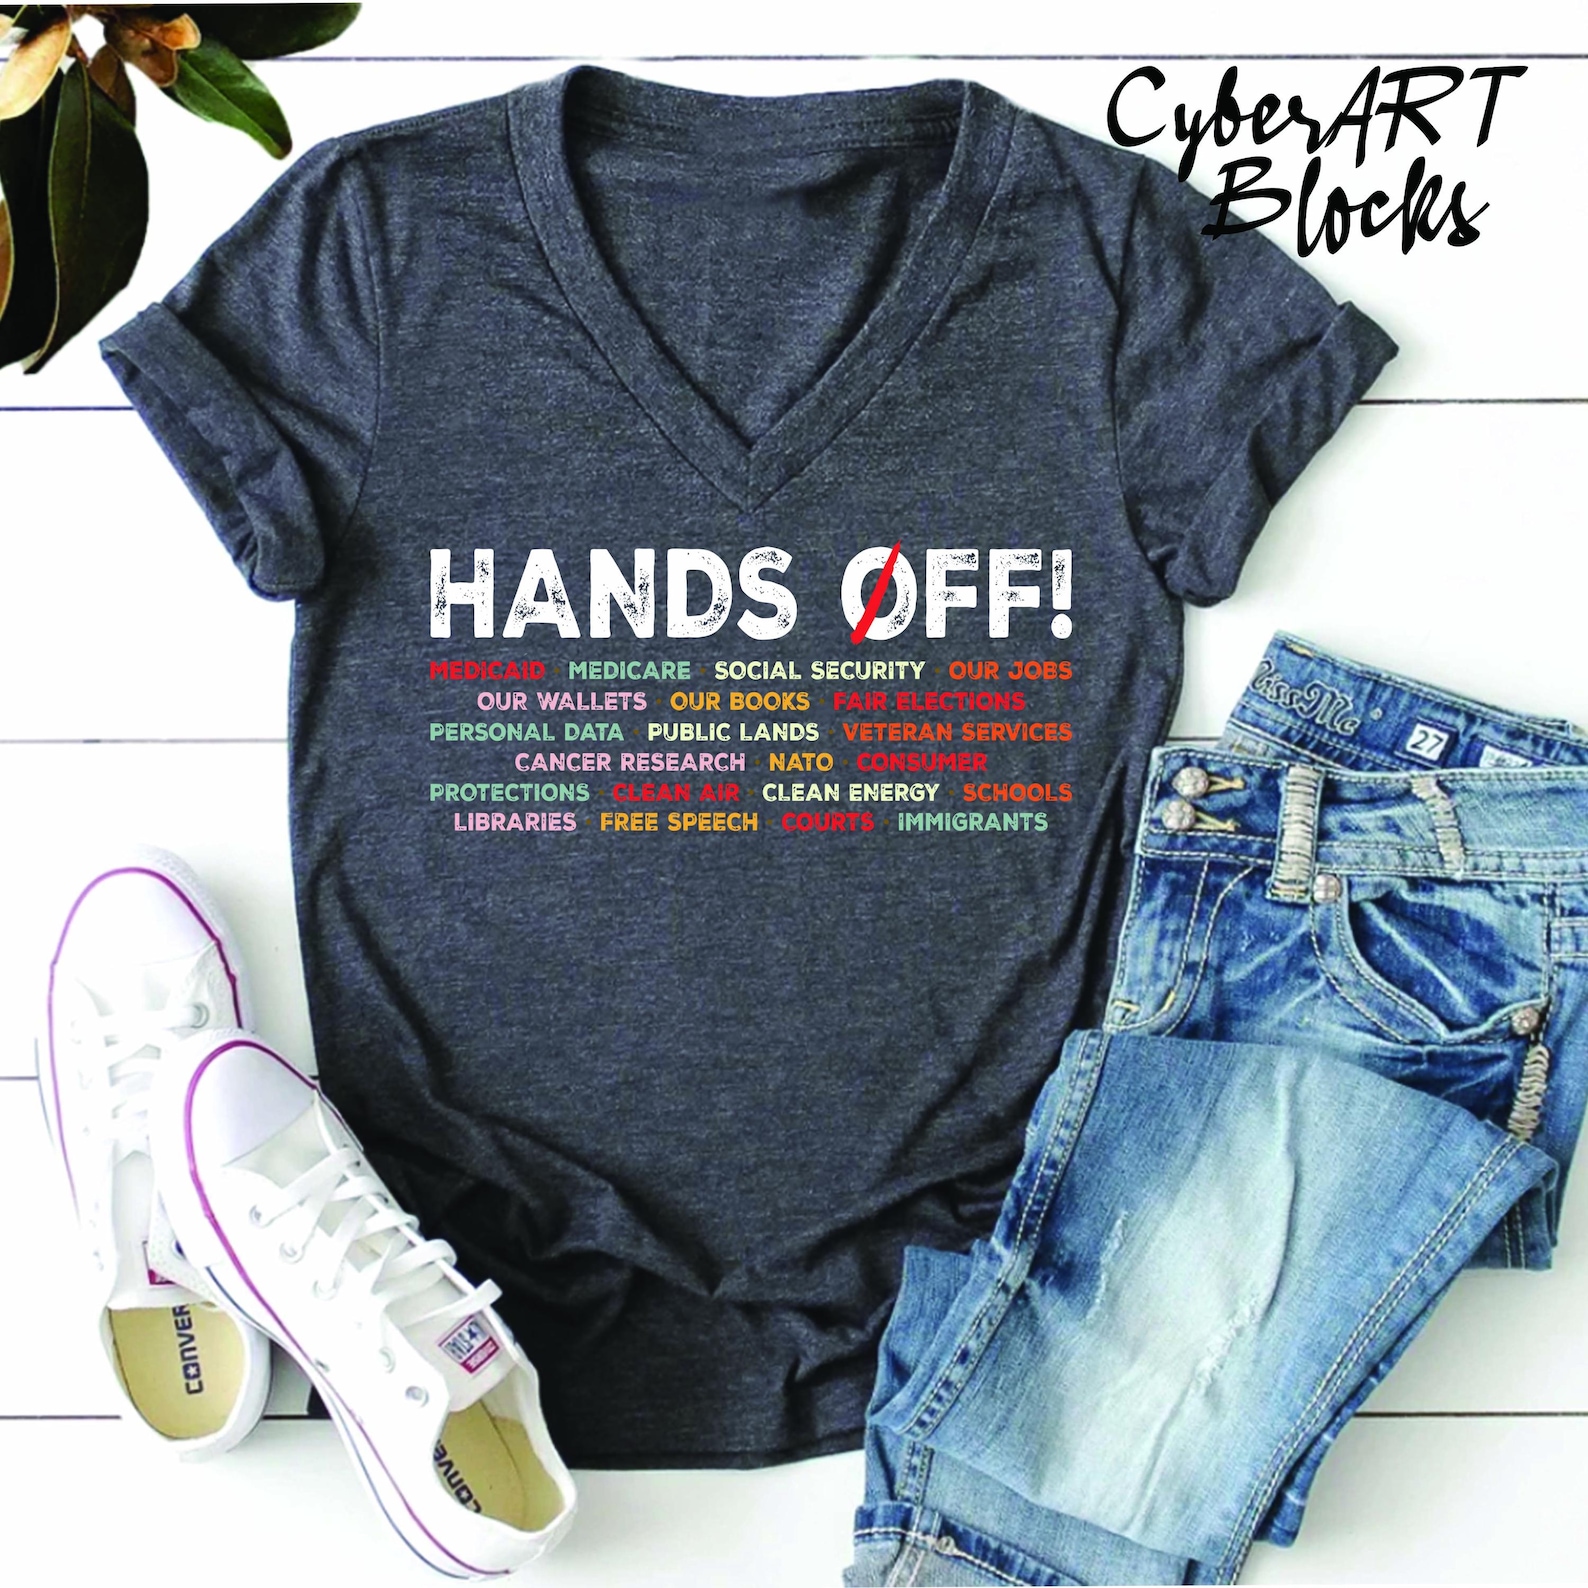 CyberART
Blocks
HANDS OFF!
MEDICAID · MEDICARE · SOCIAL SECURITY · OUR JOBS
OUR WALLETS · OUR BOOKS · FAIR ELECTIONS
PERSONAL DATA · PUBLIC LANDS · VETERAN SERVICES
CANCER RESEARCH · NATO · CONSUMER
PROTECTIONS · CLEAN AIR · CLEAN ENERGY · SCHOOLS
LIBRARIES · FREE SPEECH · COURTS · IMMIGRANTS
27
CONVER
CONVE